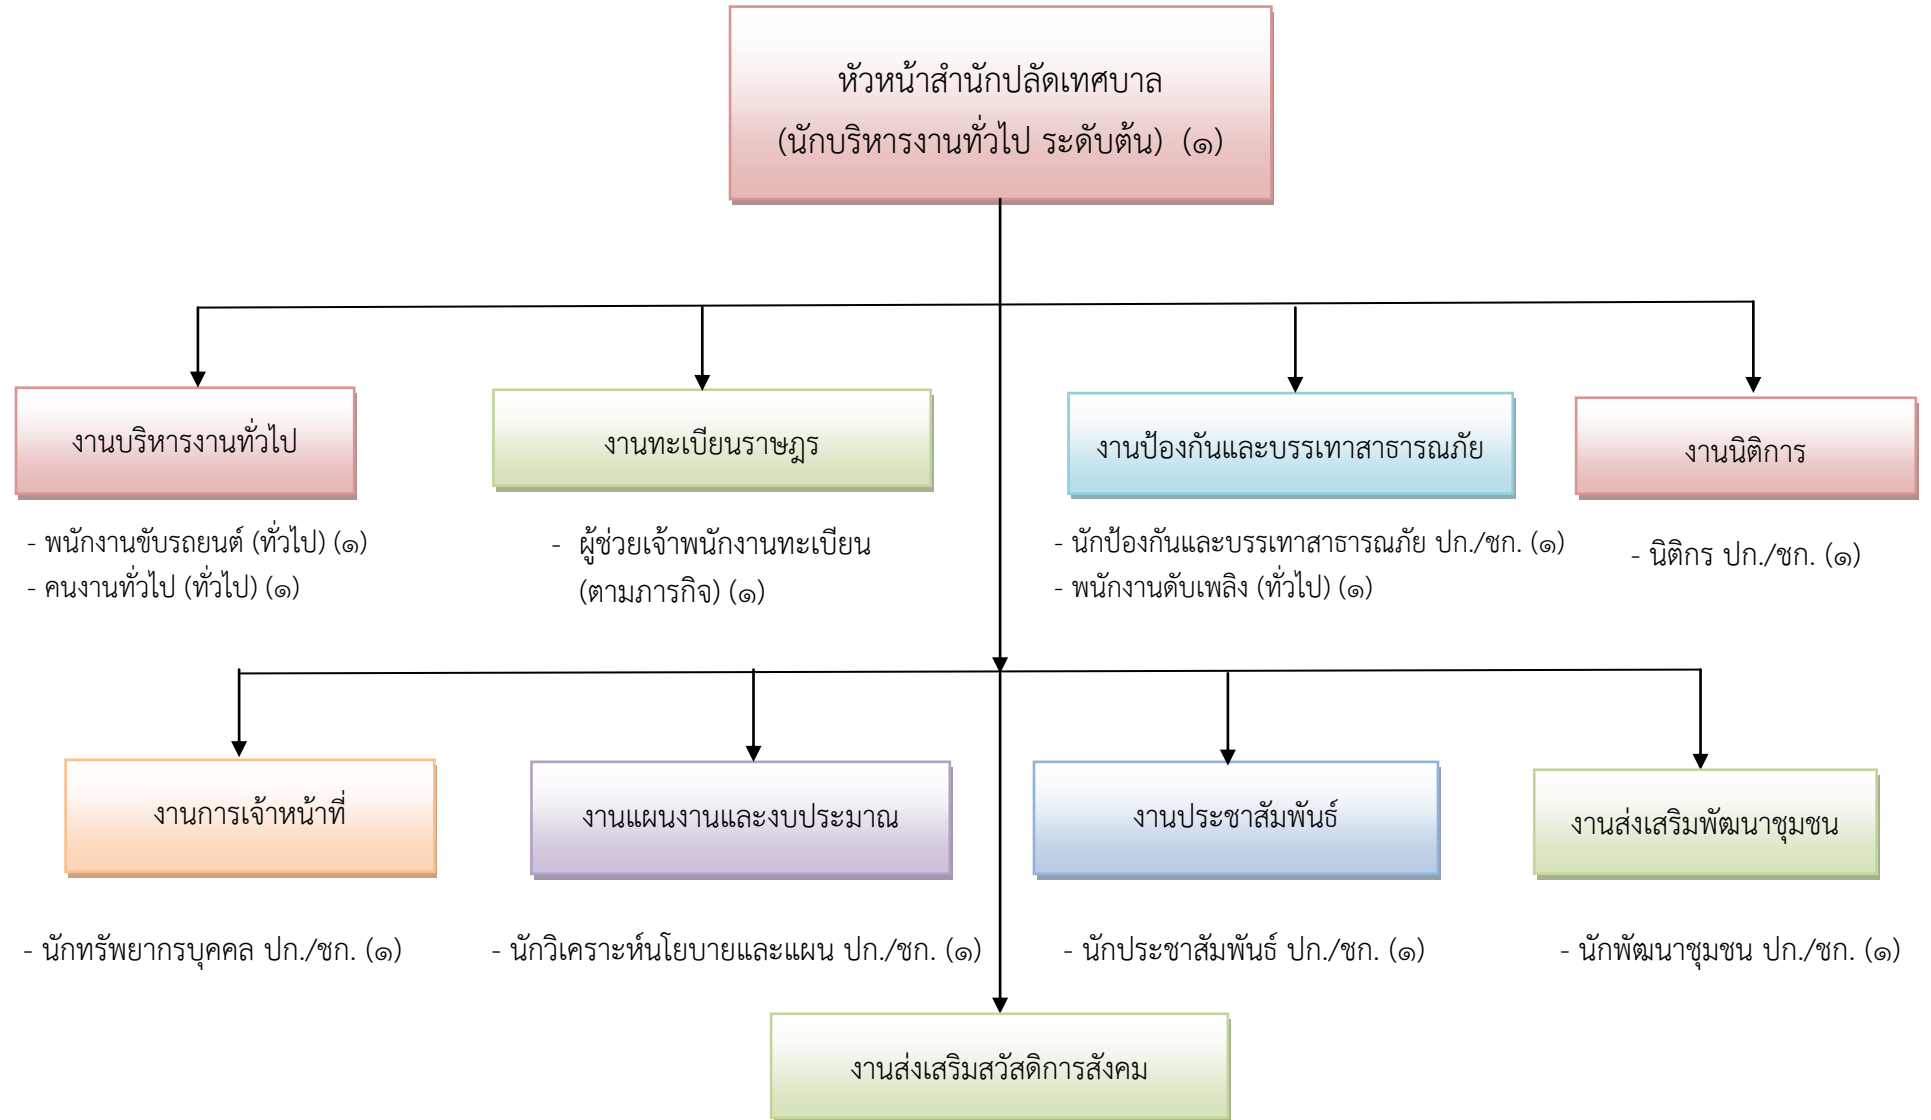 หัวหน้าสำนักปลัดเทศบาล
(นักบริหารงานทั่วไป ระดับต้น) (๑)
งานบริหารงานทั่วไป
- พนักงานขับรถยนต์ (ทั่วไป) (๑)
- คนงานทั่วไป (ทั่วไป) (๑)
งานทะเบียนราษฎร
- ผู้ช่วยเจ้าพนักงานทะเบียน
(ตามภารกิจ) (๑)
งานป้องกันและบรรเทาสาธารณภัย
- นักป้องกันและบรรเทาสาธารณภัย ปก./ชก. (๑)
- พนักงานดับเพลิง (ทั่วไป) (๑)
งานนิติการ
- นิติกร ปก./ชก. (๑)
งานการเจ้าหน้าที่
- นักทรัพยากรบุคคล ปก./ชก. (๑)
งานแผนงานและงบประมาณ
- นักวิเคราะห์นโยบายและแผน ปก./ชก. (๑)
งานประชาสัมพันธ์
- นักประชาสัมพันธ์ ปก./ชก. (๑)
งานส่งเสริมพัฒนาชุมชน
- นักพัฒนาชุมชน ปก./ชก. (๑)
งานส่งเสริมสวัสดิการสังคม